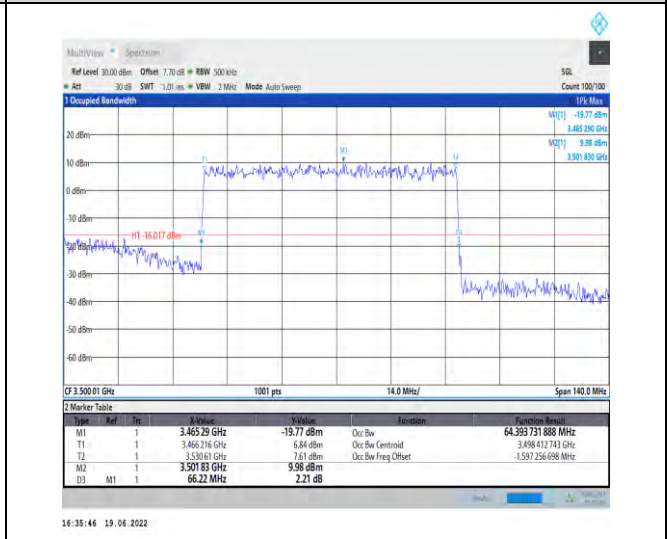 MultiView Spectrum
Ref Level 30.00 dBm Offset 7.70 dB RBW 500 kHz SGL
Att 30 dB SWT 1.01 ms VBW 2 MHz Mode Auto Sweep Count 100/100
1 Occupied Bandwidth 1Pk Max
M1[1] -19.77 dBm
3.465 290 GHz
M2[1] 9.98 dBm
3.501 830 GHz
20 dBm
10 dBm
0 dBm
-10 dBm
H1 -16.017 dBm
-20 dBm
-30 dBm
-40 dBm
-50 dBm
-60 dBm
CF 3.500 01 GHz 1001 pts 14.0 MHz/ Span 140.0 MHz
2 Marker Table
Type Ref Trc X-Value Y-Value Function Function Result
M1 1 3.465 29 GHz -19.77 dBm Occ Bw 64.393 731 888 MHz
T1 1 3.466 216 GHz 6.84 dBm Occ Bw Centroid 3.498 412 743 GHz
T2 1 3.530 61 GHz 7.61 dBm Occ Bw Freq Offset -1.597 256 698 MHz
M2 1 3.501 83 GHz 9.98 dBm
D3 M1 1 66.22 MHz 2.21 dB
16:35:46 19.06.2022